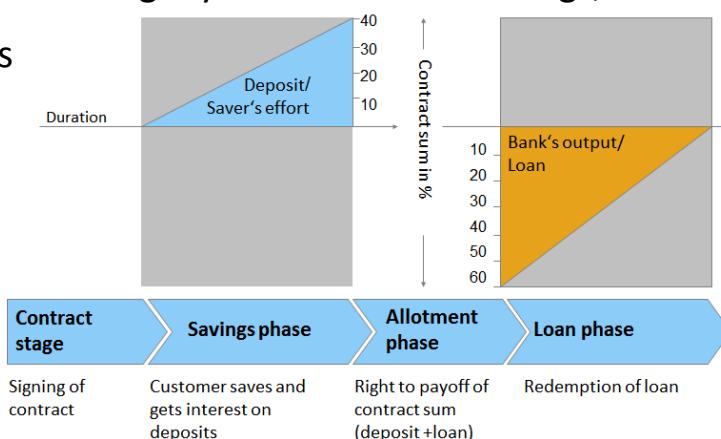 s
40
30
20
10
Deposit/
Saver's effort
Duration
Contract sum in %
Bank's output/
Loan
10
20
30
40
50
60
Contract
stage
Savings phase
Allotment
phase
Loan phase
Signing of
contract
Customer saves and
gets interest on
deposits
Right to payoff of
contract sum
(deposit +loan)
Redemption of loan